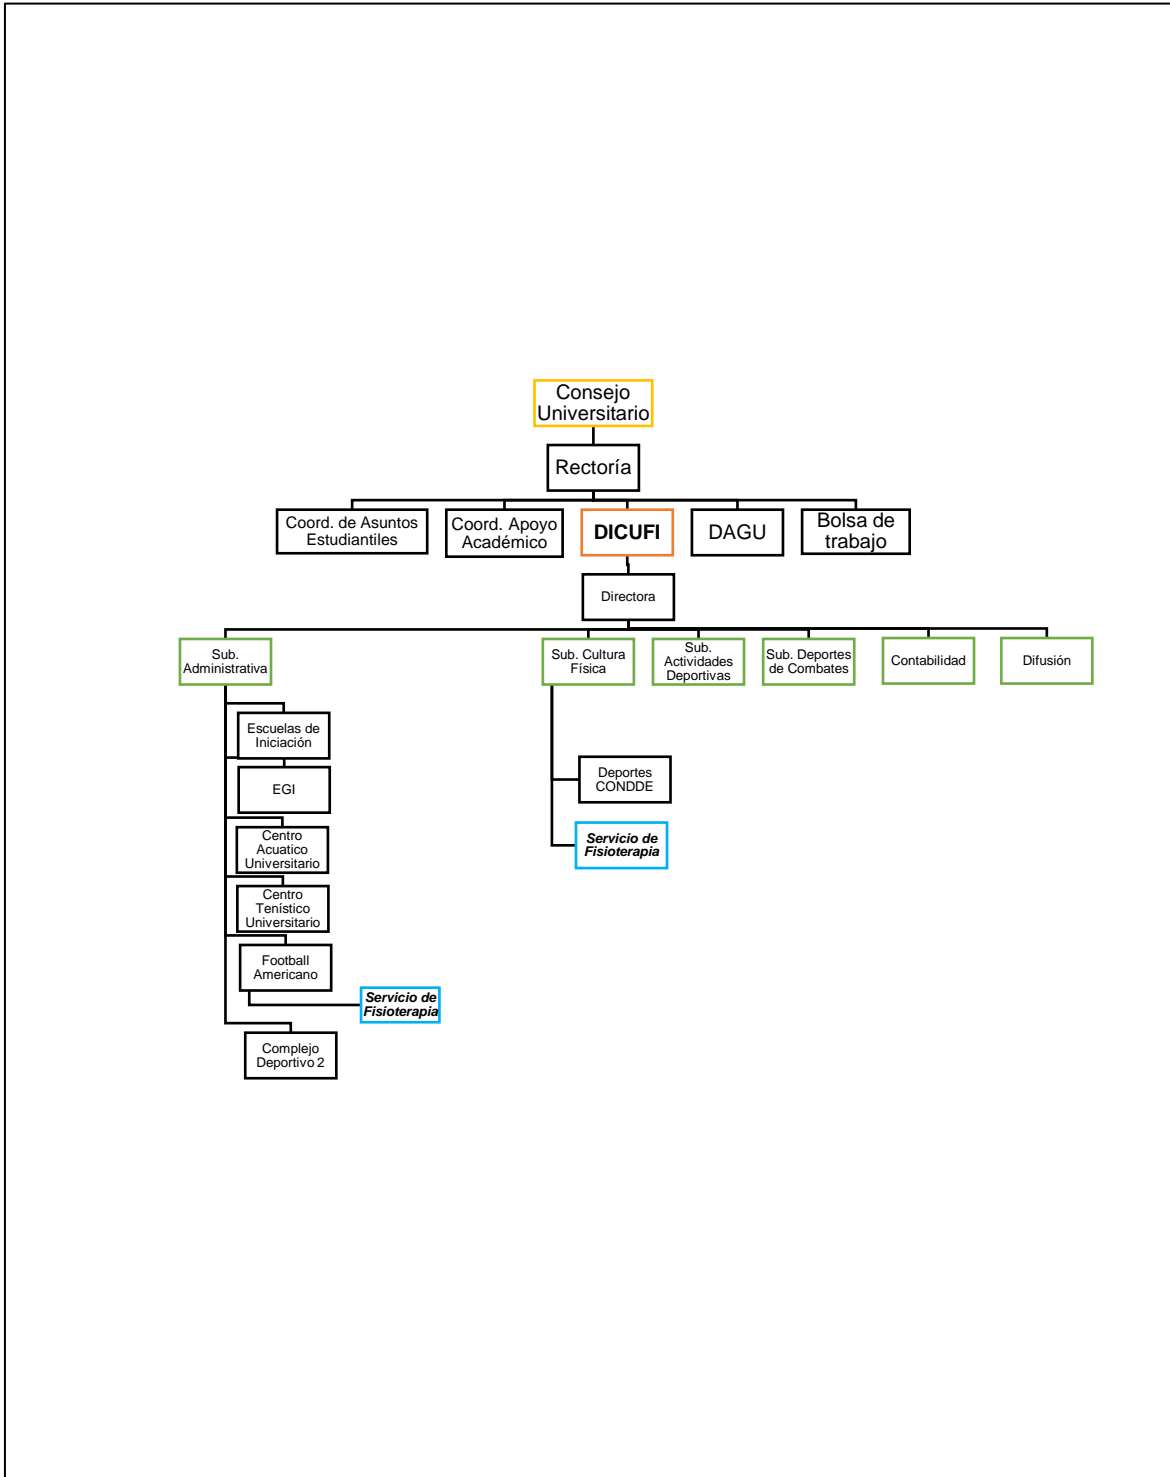 Consejo
Universitario
Rectoría
Coord. de Asuntos
Estudiantiles
Coord. Apoyo
Académico
DICUFI
DAGU
Bolsa de
trabajo
Directora
Sub.
Administrativa
Sub. Cultura
Física
Sub.
Actividades
Deportivas
Sub. Deportes
de Combates
Contabilidad
Difusión
Escuelas de
Iniciación
EGI
Centro
Acuatico
Universitario
Centro
Tenístico
Universitario
Football
Americano
Servicio de
Fisioterapia
Complejo
Deportivo 2
Deportes
CONDDE
Servicio de
Fisioterapia